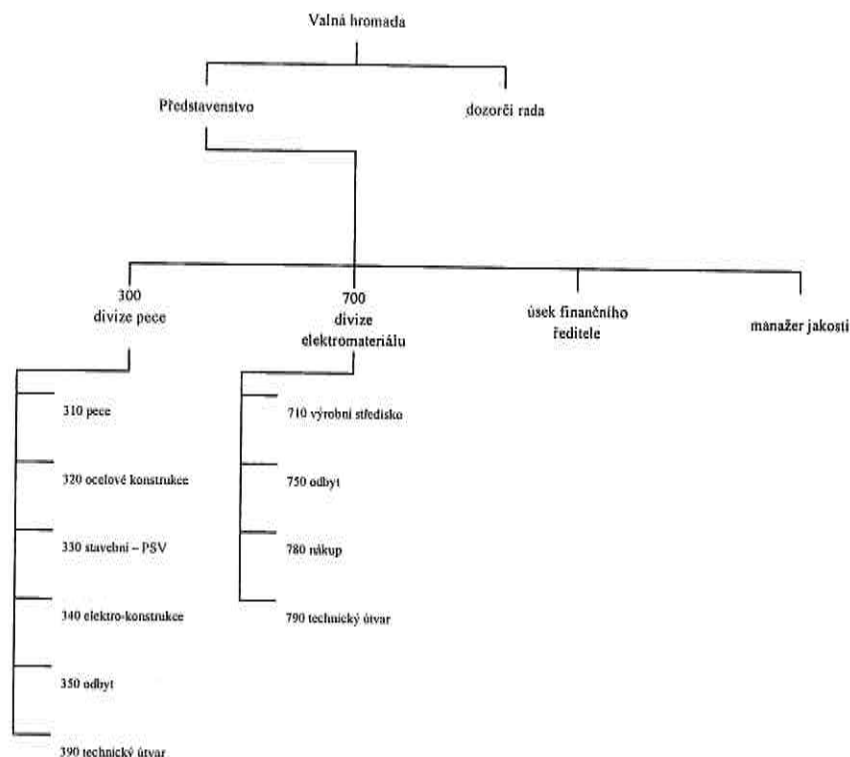 Valná hromada
Představenstvo
dozorčí rada
300
divize pece
700
divize
elektromateriálu
úsek finančního
ředitele
manažer jakosti
310 pece
320 ocelové konstrukce
330 stavební – PSV
340 elektro-konstrukce
350 odbyt
390 technický útvar
710 výrobní středisko
750 odbyt
780 nákup
790 technický útvar